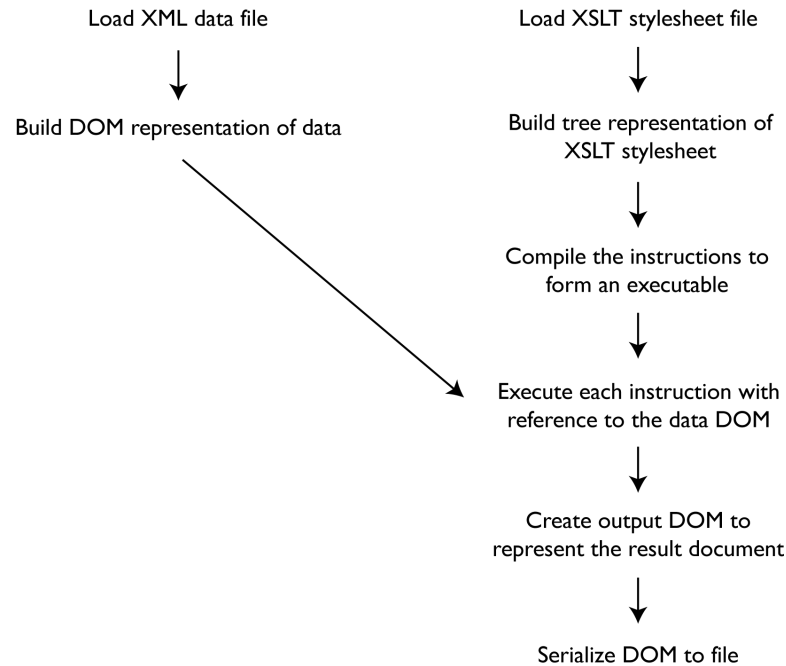 Load XML data file
Build DOM representation of data
Load XSLT stylesheet file
Build tree representation of
XSLT stylesheet
Compile the instructions to
form an executable
Execute each instruction with
reference to the data DOM
Create output DOM to
represent the result document
Serialize DOM to file